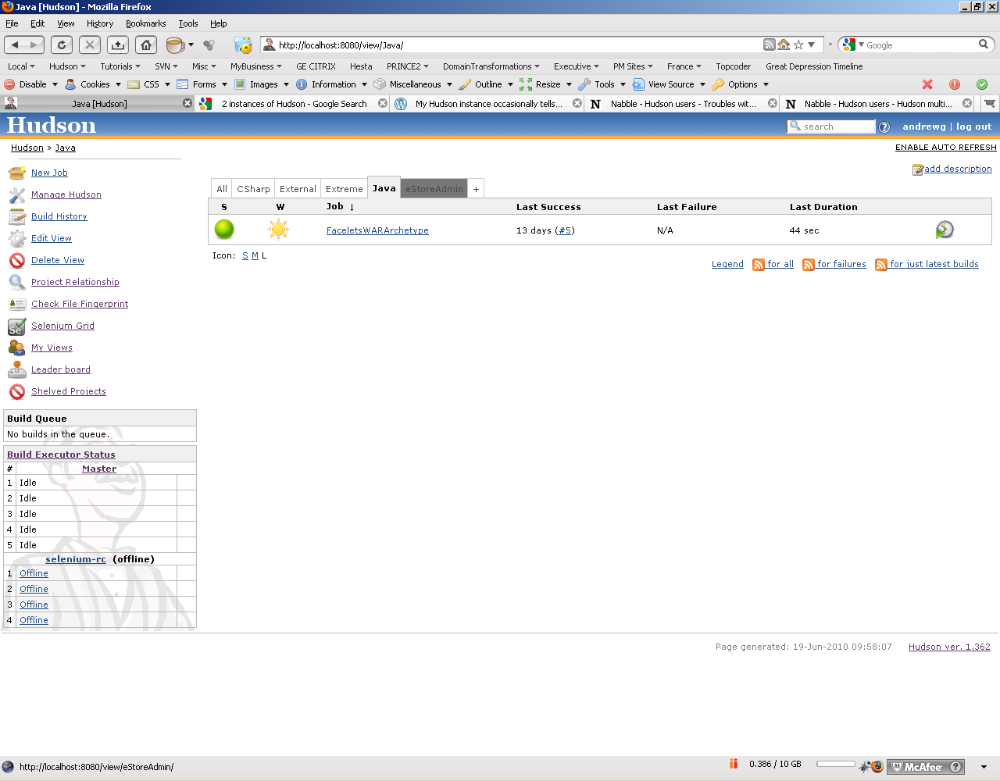 Java [Hudson] - Mozilla Firefox
File Edit View History Bookmarks Tools Help
http://localhost:8080/view/Java/
Google
Local Hudson Tutorials SVN Misc MyBusiness GE CITRIX Hesta PRINCE2 DomainTransformations Executive PM Sites France Topcoder Great Depression Timeline
Disable Cookies CSS Forms Images Information Miscellaneous Outline Resize Tools View Source Options
Java [Hudson] 2 instances of Hudson - Google Search My Hudson instance occasionally tells... Nabble - Hudson users - Troubles wit... Nabble - Hudson users - Hudson multi...
Hudson search andrewg | log out
Hudson » Java ENABLE AUTO REFRESH
add description
New Job
Manage Hudson
Build History
Edit View
Delete View
Project Relationship
Check File Fingerprint
Selenium Grid
My Views
Leader board
Shelved Projects
All CSharp External Extreme Java eStoreAdmin +
S W Job ↓ Last Success Last Failure Last Duration
FaceletsWARArchetype 13 days (#5) N/A 44 sec
Icon: S M L
Legend for all for failures for just latest builds
Build Queue
No builds in the queue.
Build Executor Status
# Master
1 Idle
2 Idle
3 Idle
4 Idle
5 Idle
selenium-rc (offline)
1 Offline
2 Offline
3 Offline
4 Offline
Page generated: 19-Jun-2010 09:58:07 Hudson ver. 1.362
http://localhost:8080/view/eStoreAdmin/ 0.386 / 10 GB McAfee